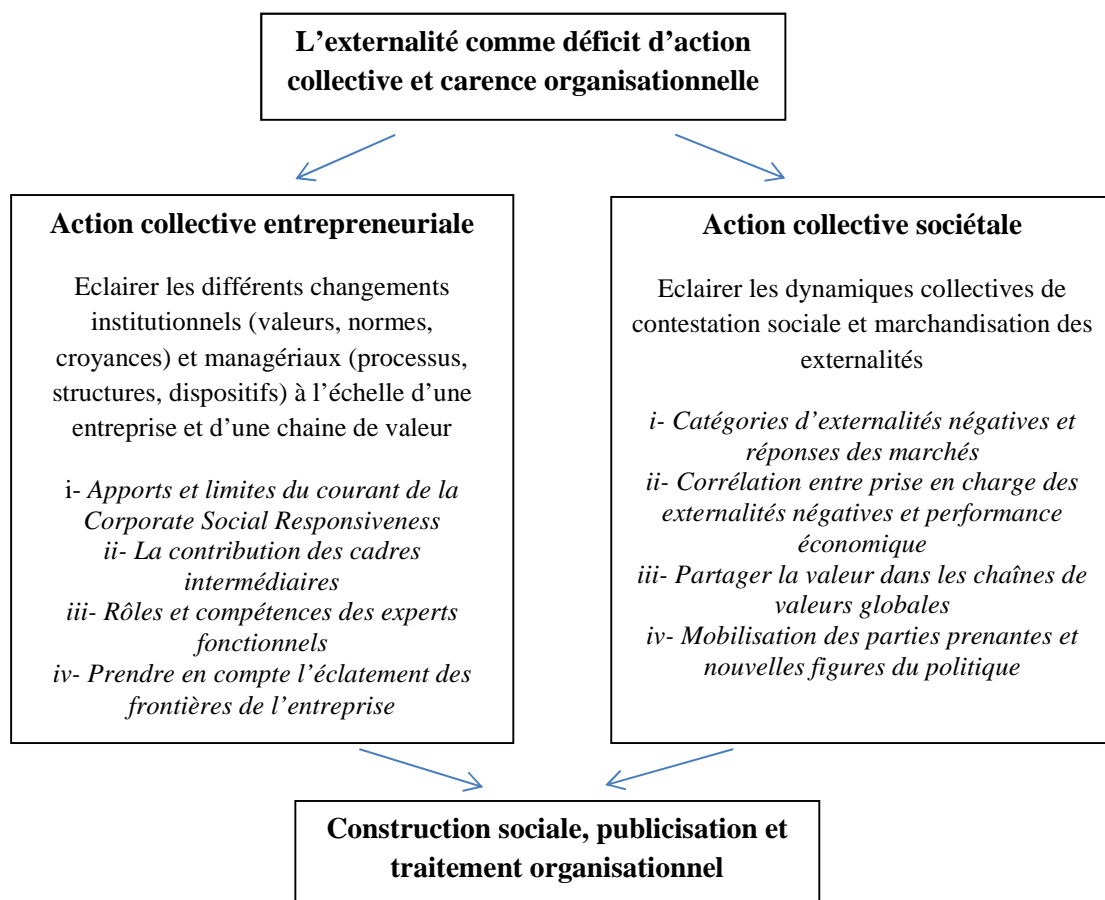 L’externalité comme déficit d’action
collective et carence organisationnelle
Action collective entrepreneuriale
Eclairer les différents changements
institutionnels (valeurs, normes,
croyances) et managériaux (processus,
structures, dispositifs) à l’échelle d’une
entreprise et d’une chaine de valeur
i- Apports et limites du courant de la
Corporate Social Responsiveness
ii- La contribution des cadres
intermédiaires
iii- Rôles et compétences des experts
fonctionnels
iv- Prendre en compte l’éclatement des
frontières de l’entreprise
Action collective sociétale
Eclairer les dynamiques collectives de
contestation sociale et marchandisation des
externalités
i- Catégories d’externalités négatives et
réponses des marchés
ii- Corrélation entre prise en charge des
externalités négatives et performance
économique
iii- Partager la valeur dans les chaînes de
valeurs globales
iv- Mobilisation des parties prenantes et
nouvelles figures du politique
Construction sociale, publicisation et
traitement organisationnel